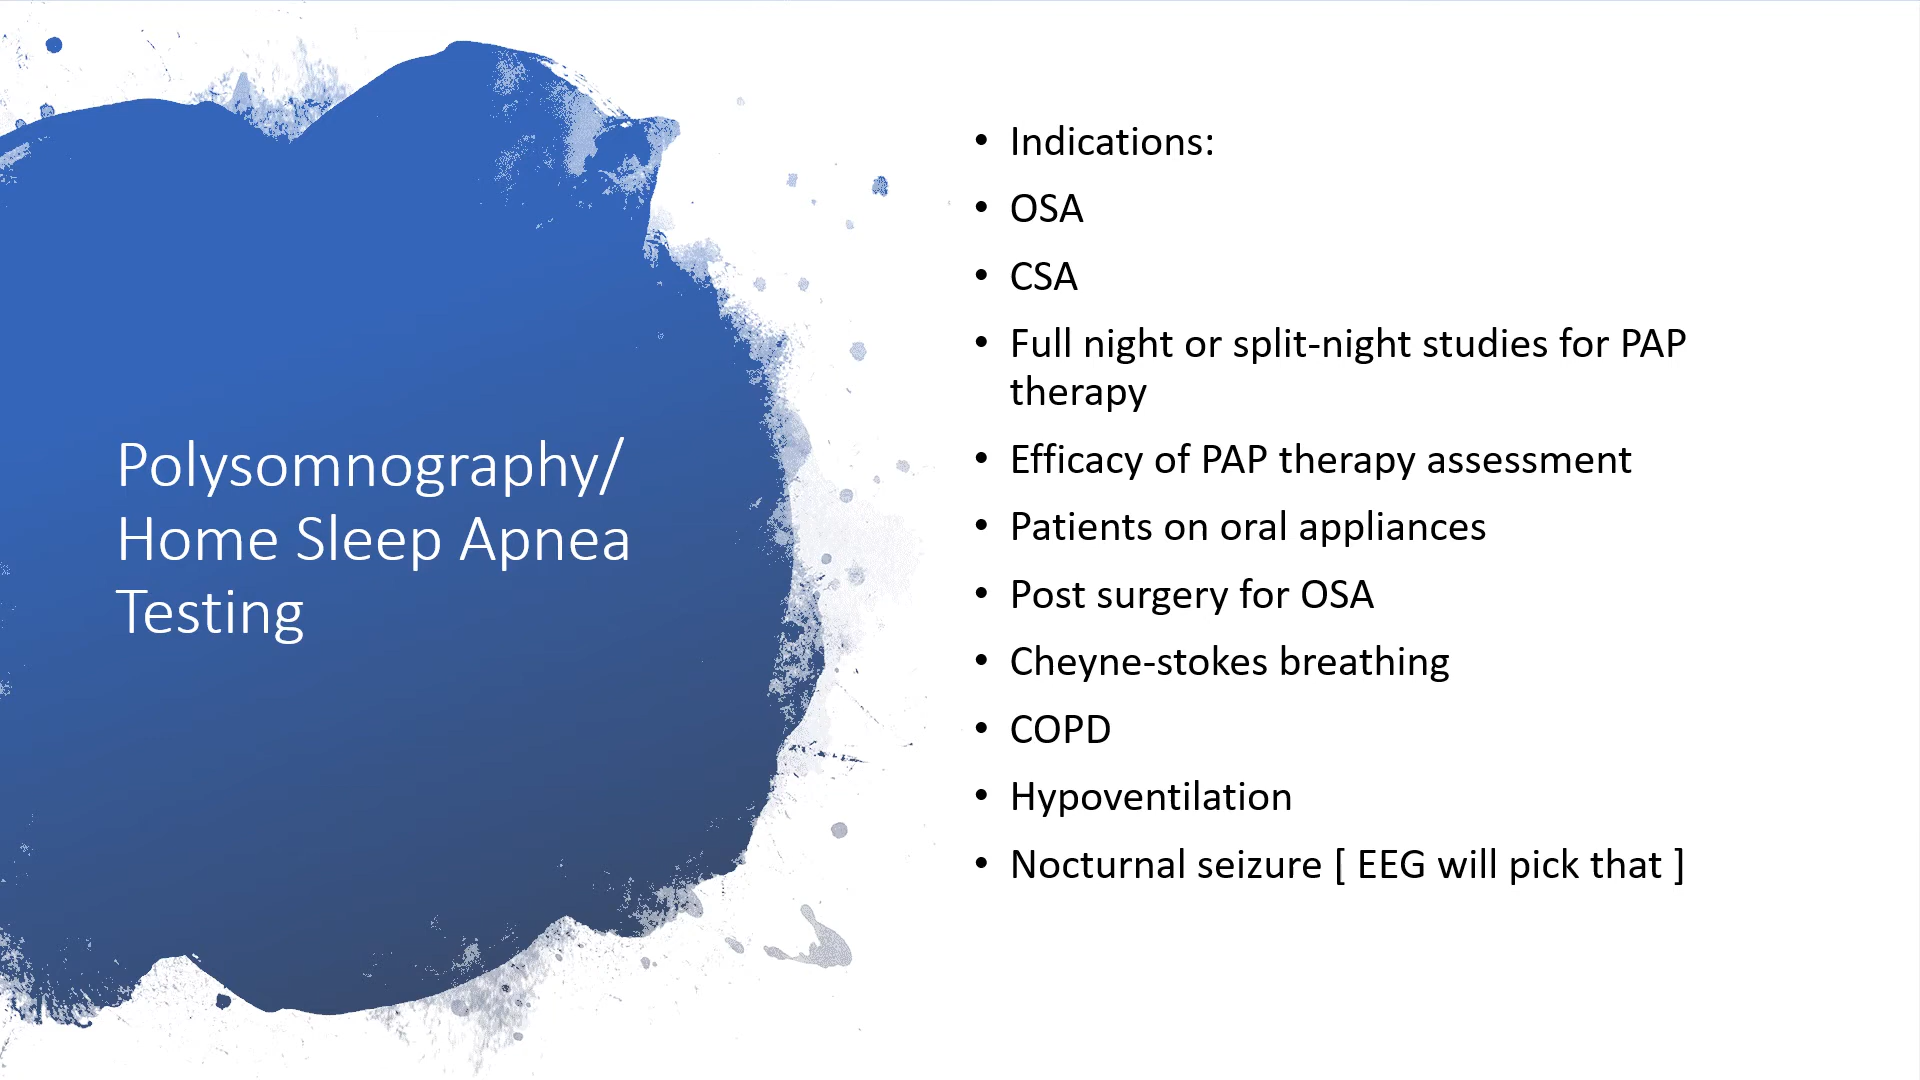 Polysomnography/
Home Sleep Apnea
Testing
• Indications:
• OSA
• CSA
• Full night or split-night studies for PAP
therapy
• Efficacy of PAP therapy assessment
• Patients on oral appliances
• Post surgery for OSA
• Cheyne-stokes breathing
• COPD
• Hypoventilation
• Nocturnal seizure [ EEG will pick that ]